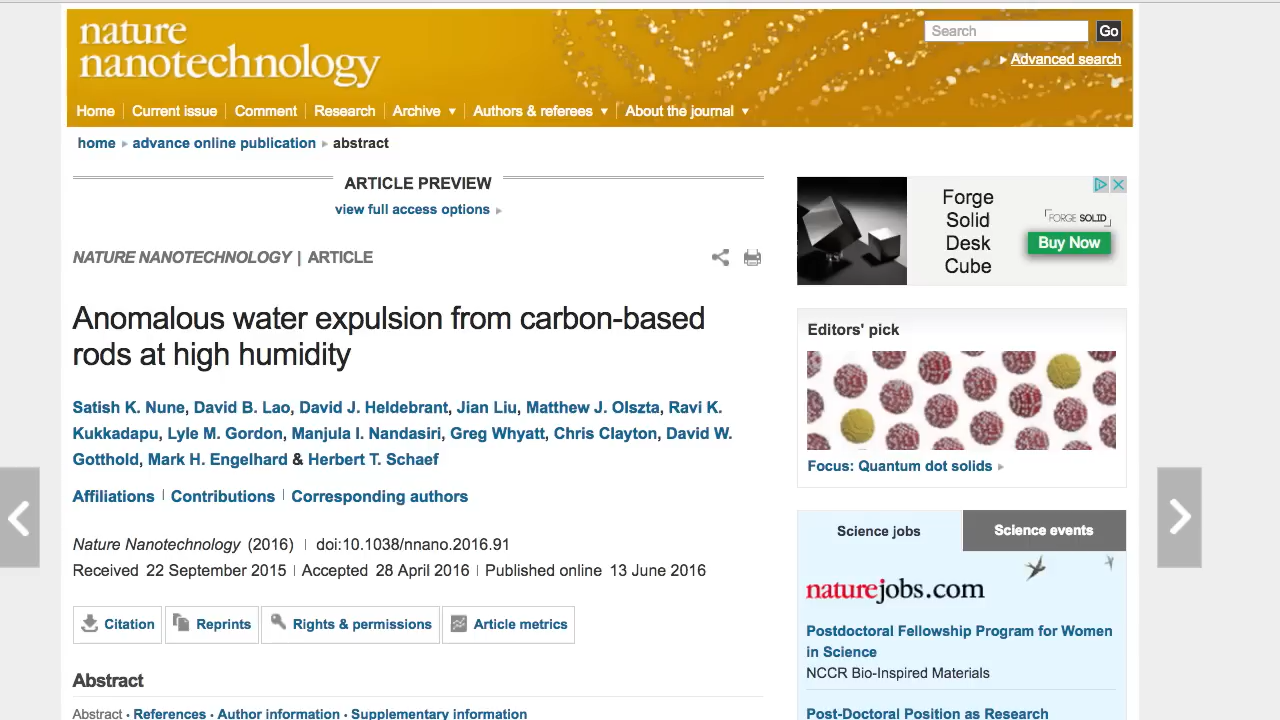 nature
nanotechnology
Search
Go
Advanced search
Home
Current issue
Comment
Research
Archive
Authors & referees
About the journal
home
advance online publication
abstract
ARTICLE PREVIEW
view full access options
NATURE NANOTECHNOLOGY | ARTICLE
Anomalous water expulsion from carbon-based
rods at high humidity
Satish K. Nune, David B. Lao, David J. Heldebrant, Jian Liu, Matthew J. Olszta, Ravi K.
Kukkadapu, Lyle M. Gordon, Manjula I. Nandasiri, Greg Whyatt, Chris Clayton, David W.
Gotthold, Mark H. Engelhard & Herbert T. Schaef
Affiliations | Contributions | Corresponding authors
Nature Nanotechnology (2016) | doi:10.1038/nnano.2016.91
Received 22 September 2015 | Accepted 28 April 2016 | Published online 13 June 2016
Citation
Reprints
Rights & permissions
Article metrics
Abstract
Abstract • References • Author information • Supplementary information
Forge
Solid
Desk
Cube
FORGE SOLID
Buy Now
Editors' pick
Focus: Quantum dot solids
Science jobs
Science events
naturejobs.com
Postdoctoral Fellowship Program for Women
in Science
NCCR Bio-Inspired Materials
Post-Doctoral Position as Research